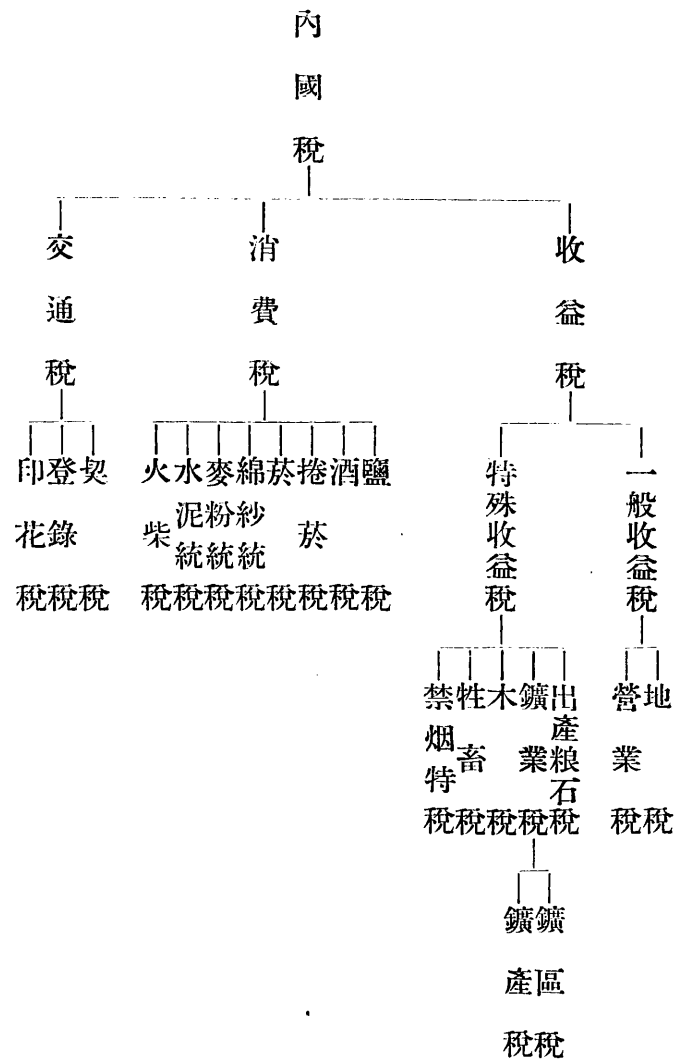 內國稅
收益稅
一般收益稅
地稅
營業稅
特殊收益稅
出產粮石稅
鑛業稅
鑛區稅
鑛產稅
木稅
牲畜稅
禁烟特稅
消費稅
鹽稅
酒稅
捲菸稅
菸稅
綿紗統稅
麥粉統稅
水泥統稅
火柴稅
交通稅
契稅
登錄稅
印花稅